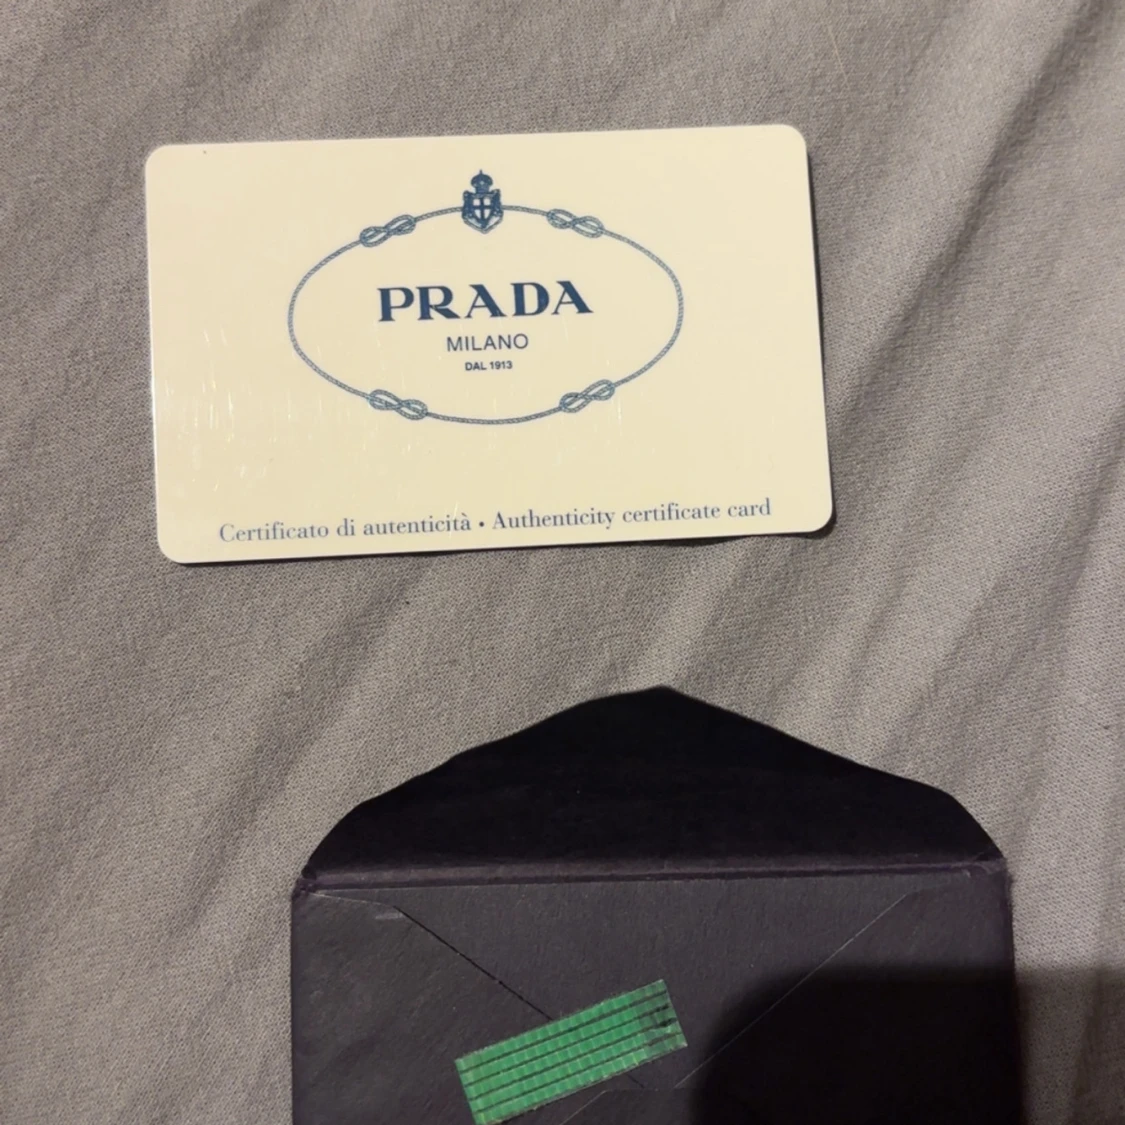 PRADA
MILANO
DAL 1913
Certificato di autenticità • Authenticity certificate card